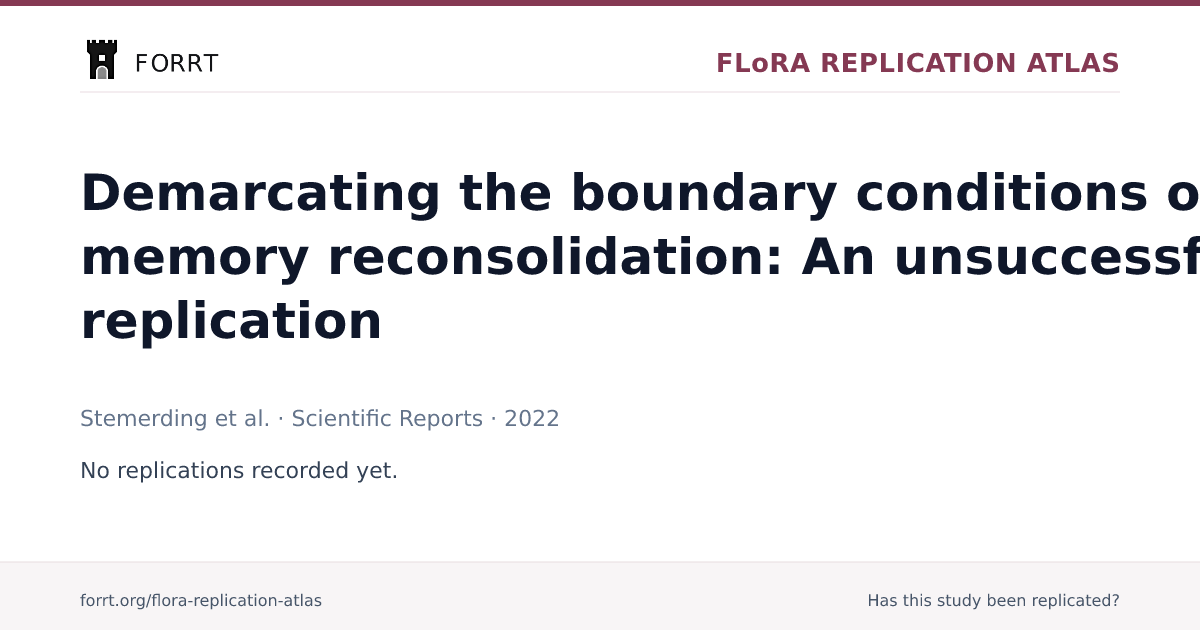 FORRT
FLoRA REPLICATION ATLAS
Demarcating the boundary conditions o
memory reconsolidation: An unsuccessf
replication
Stemerding et al. · Scientific Reports · 2022
No replications recorded yet.
forrt.org/flora-replication-atlas
Has this study been replicated?